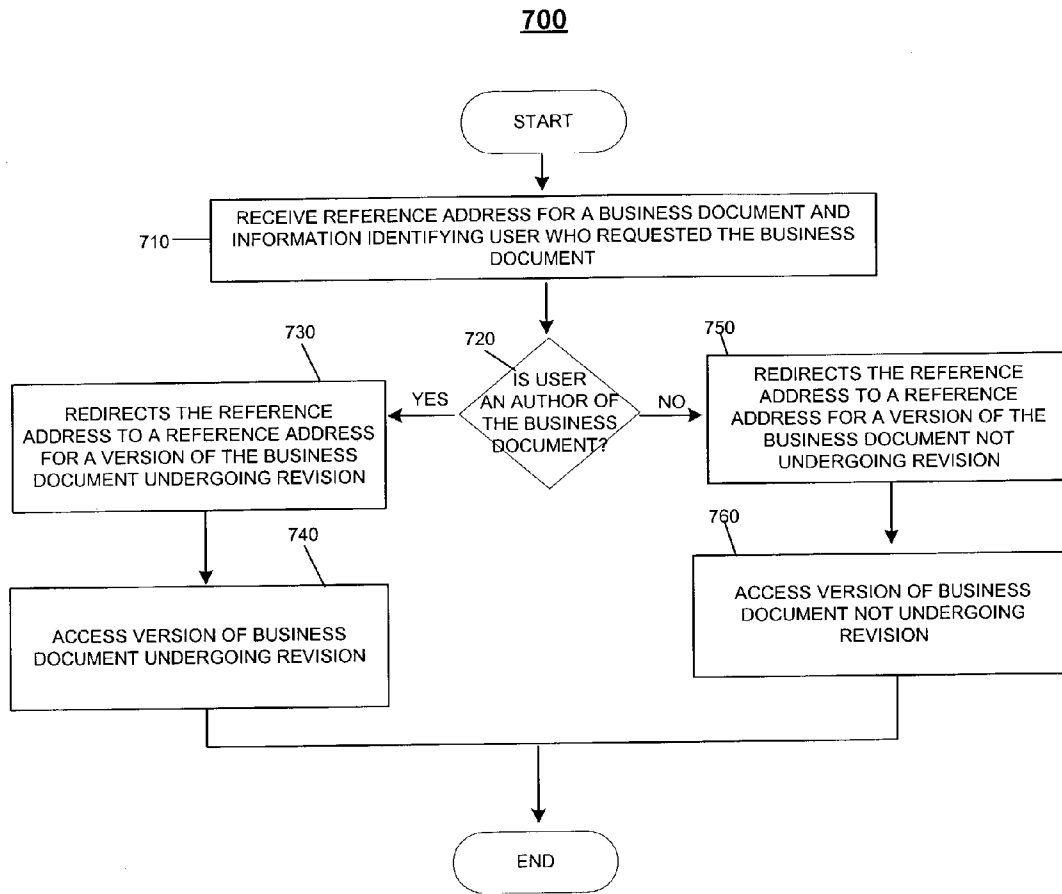 700
START
710
RECEIVE REFERENCE ADDRESS FOR A BUSINESS DOCUMENT AND
INFORMATION IDENTIFYING USER WHO REQUESTED THE BUSINESS
DOCUMENT
720
IS USER
AN AUTHOR OF
THE BUSINESS
DOCUMENT?
YES
NO
730
REDIRECTS THE REFERENCE
ADDRESS TO A REFERENCE ADDRESS
FOR A VERSION OF THE BUSINESS
DOCUMENT UNDERGOING REVISION
750
REDIRECTS THE REFERENCE
ADDRESS TO A REFERENCE
ADDRESS FOR A VERSION OF THE
BUSINESS DOCUMENT NOT
UNDERGOING REVISION
740
ACCESS VERSION OF BUSINESS
DOCUMENT UNDERGOING REVISION
760
ACCESS VERSION OF BUSINESS
DOCUMENT NOT UNDERGOING
REVISION
END